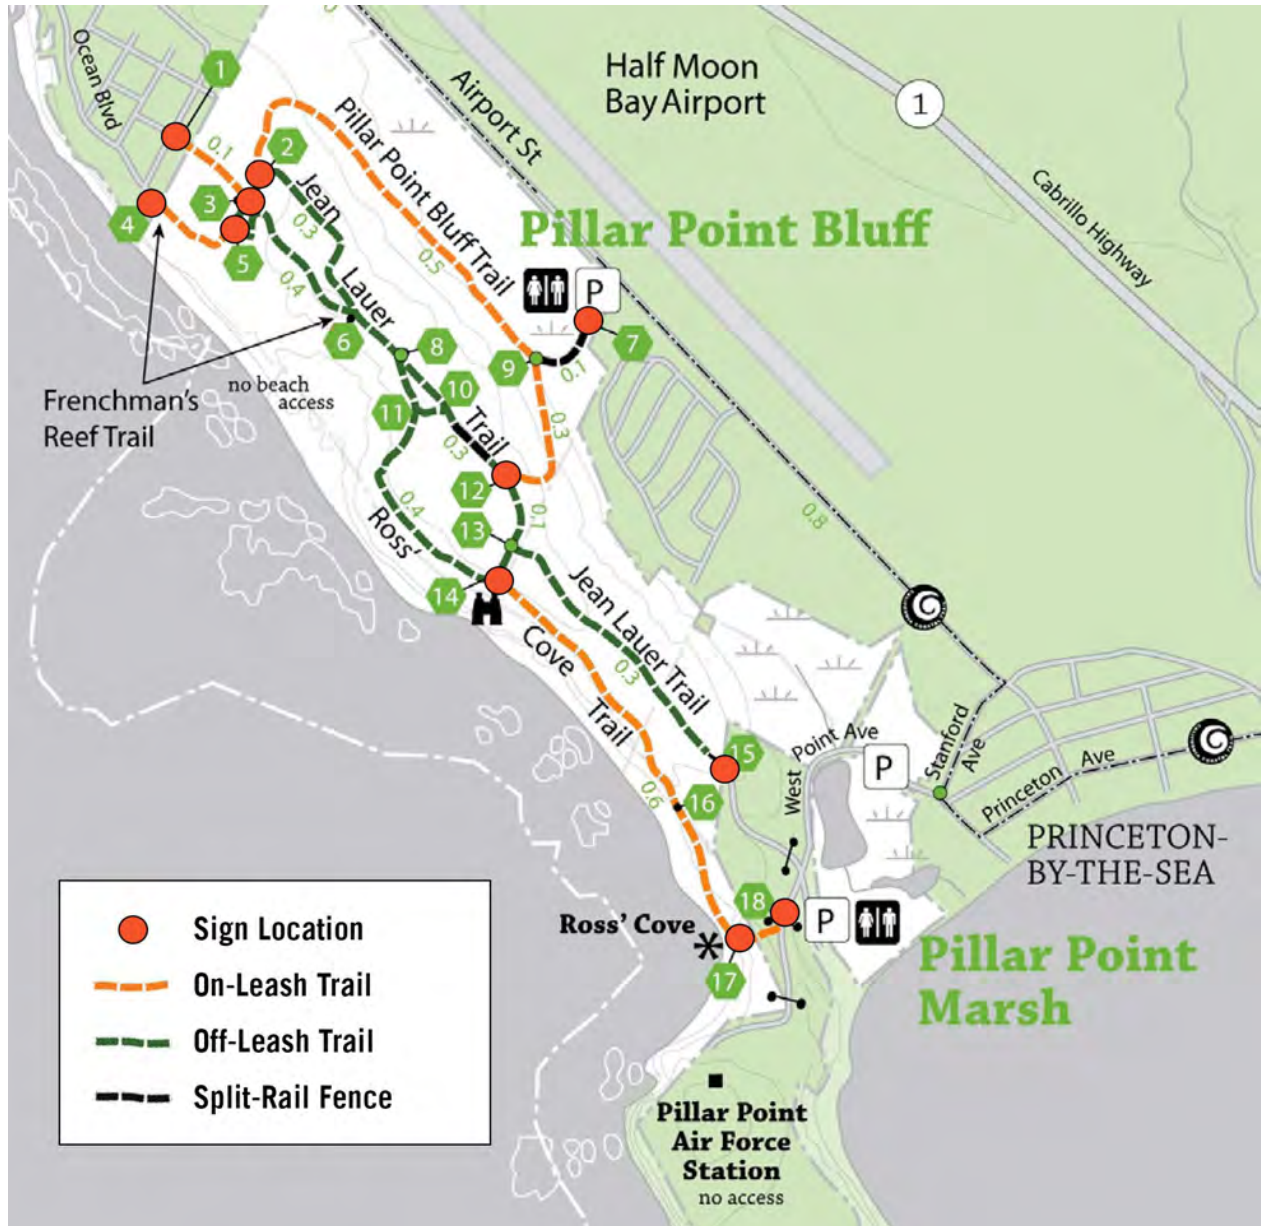 Ocean Blvd
1
0.1
2
3
4
5
Jean
0.3
0.4
Lauer
6
Pillar Point Bluff Trail
0.5
Airport St
Half Moon
Bay Airport
1
Cabrillo Highway
Pillar Point Bluff
P
7
8
9
0.1
10
11
Trail
0.3
0.3
Frenchman's
Reef Trail
no beach
access
12
0.4
0.1
13
Ross'
14
0.8
Cove
Trail
Jean Lauer Trail
0.3
15
16
0.6
West
Point Ave
P
Stanford
Ave
Princeton Ave
PRINCETON-
BY-THE-SEA
18
P
Ross' Cove
17
Pillar Point
Marsh
Sign Location
On-Leash Trail
Off-Leash Trail
Split-Rail Fence
Pillar Point
Air Force
Station
no access